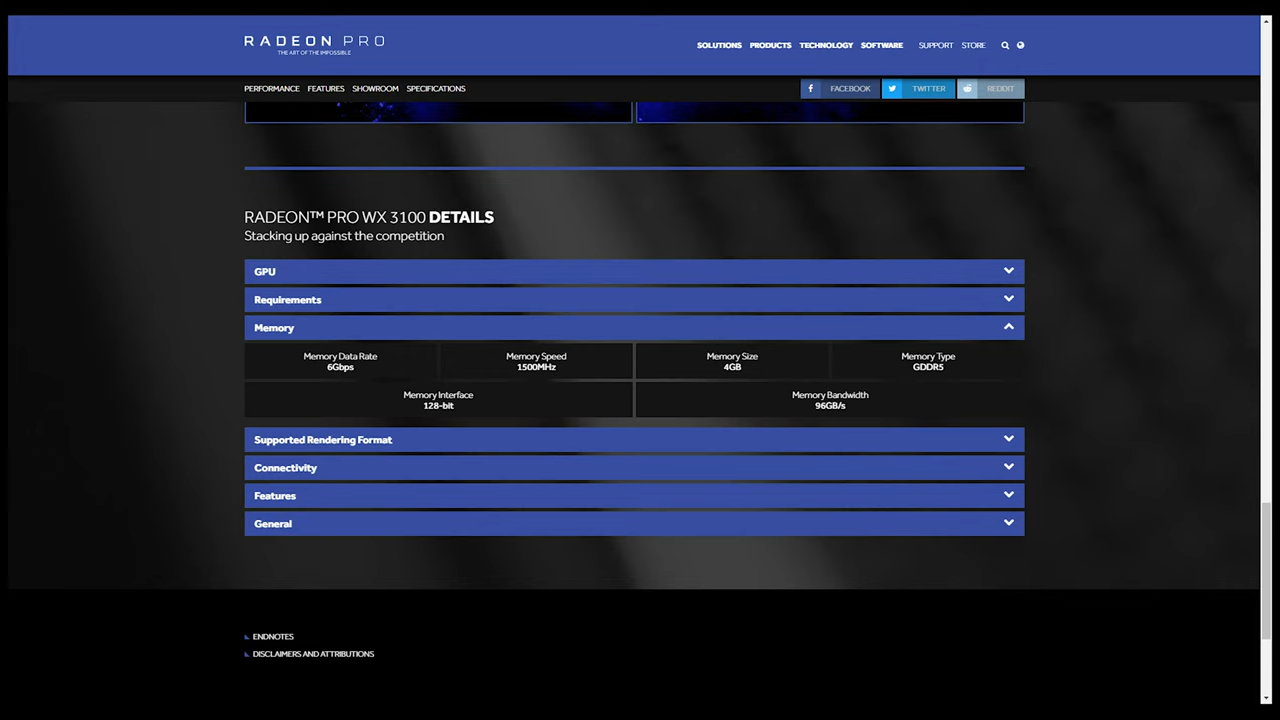 RADEON PRO
THE ART OF THE IMPOSSIBLE
SOLUTIONS PRODUCTS TECHNOLOGY SOFTWARE SUPPORT STORE
PERFORMANCE FEATURES SHOWROOM SPECIFICATIONS
FACEBOOK TWITTER REDDIT
RADEON™ PRO WX 3100 DETAILS
Stacking up against the competition
GPU
Requirements
Memory
Memory Data Rate
6Gbps
Memory Speed
1500MHz
Memory Size
4GB
Memory Type
GDDR5
Memory Interface
128-bit
Memory Bandwidth
96GB/s
Supported Rendering Format
Connectivity
Features
General
ENDNOTES
DISCLAIMERS AND ATTRIBUTIONS